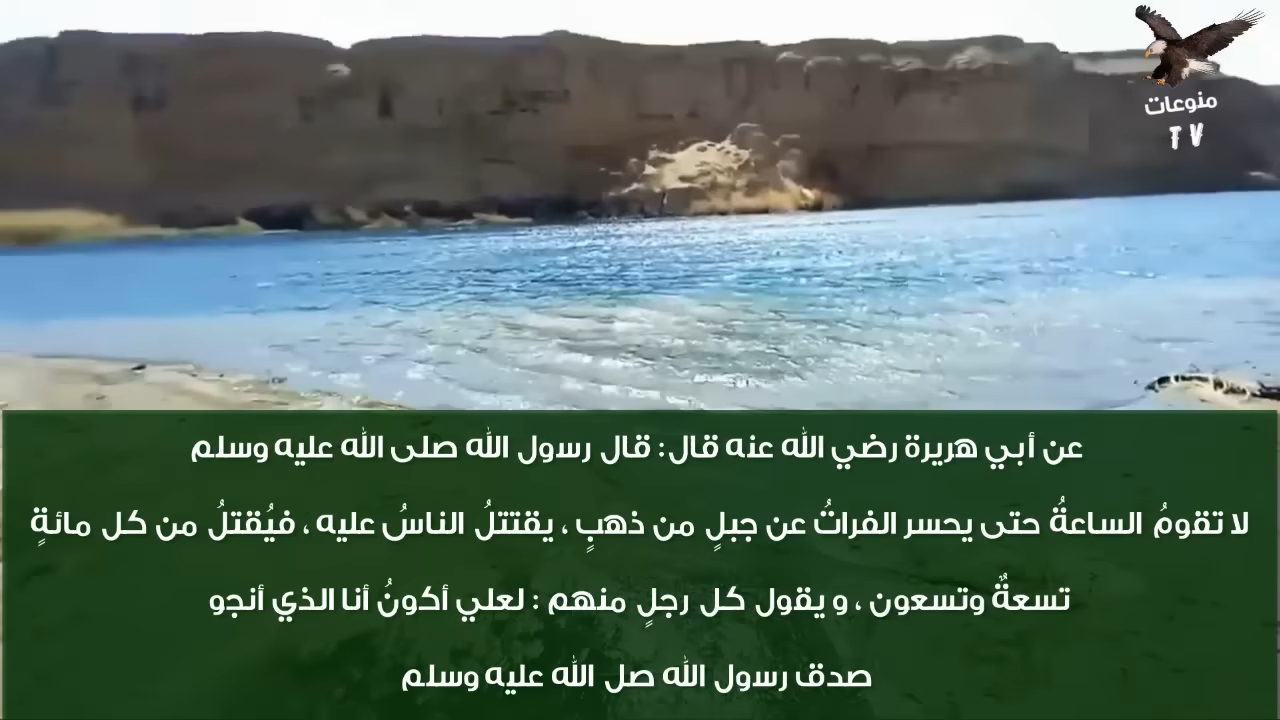 منوعات
TV
عن أبي هريرة رضي الله عنه قال: قال رسول الله صلى الله عليه وسلم
لا تقومُ الساعةُ حتى يحسر الفراتُ عن جبلٍ من ذهبٍ ، يقتتلُ الناسُ عليه ، فيُقتلُ من كل مائةٍ
تسعةٌ وتسعون ، و يقول كل رجلٍ منهم : لعلي أكونُ أنا الذي أنجو
صدق رسول الله صل الله عليه وسلم